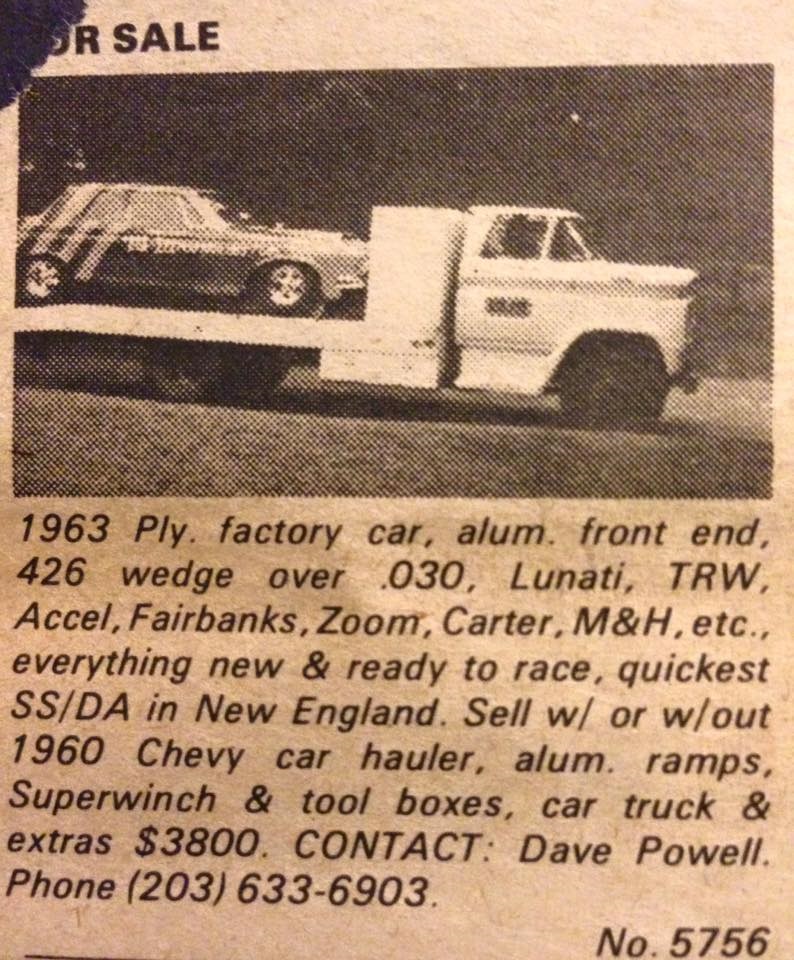 OR SALE
1963 Ply. factory car, alum. front end,
426 wedge over .030, Lunati, TRW,
Accel, Fairbanks, Zoom, Carter, M&H, etc.,
everything new & ready to race, quickest
SS/DA in New England. Sell w/ or w/out
1960 Chevy car hauler, alum. ramps,
Superwinch & tool boxes, car truck &
extras $3800. CONTACT: Dave Powell.
Phone (203) 633-6903.
No. 5756